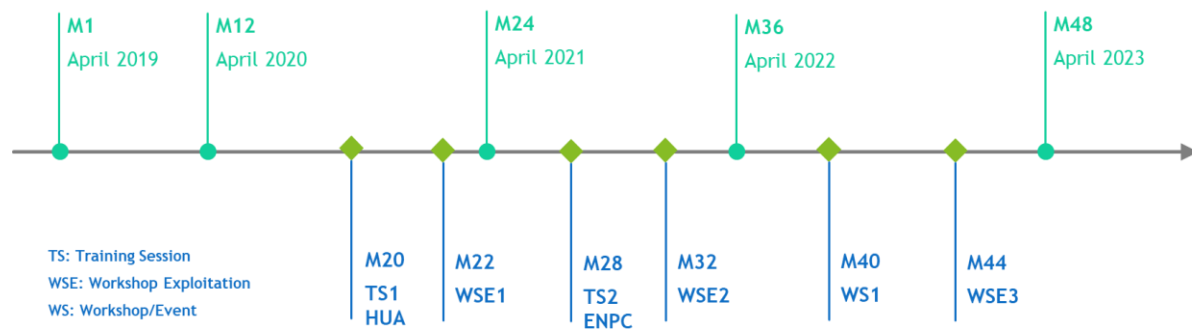 M1
April 2019
M12
April 2020
M24
April 2021
M36
April 2022
M48
April 2023
TS: Training Session
WSE: Workshop Exploitation
WS: Workshop/Event
M20
TS1
HUA
M22
WSE1
M28
TS2
ENPC
M32
WSE2
M40
WS1
M44
WSE3